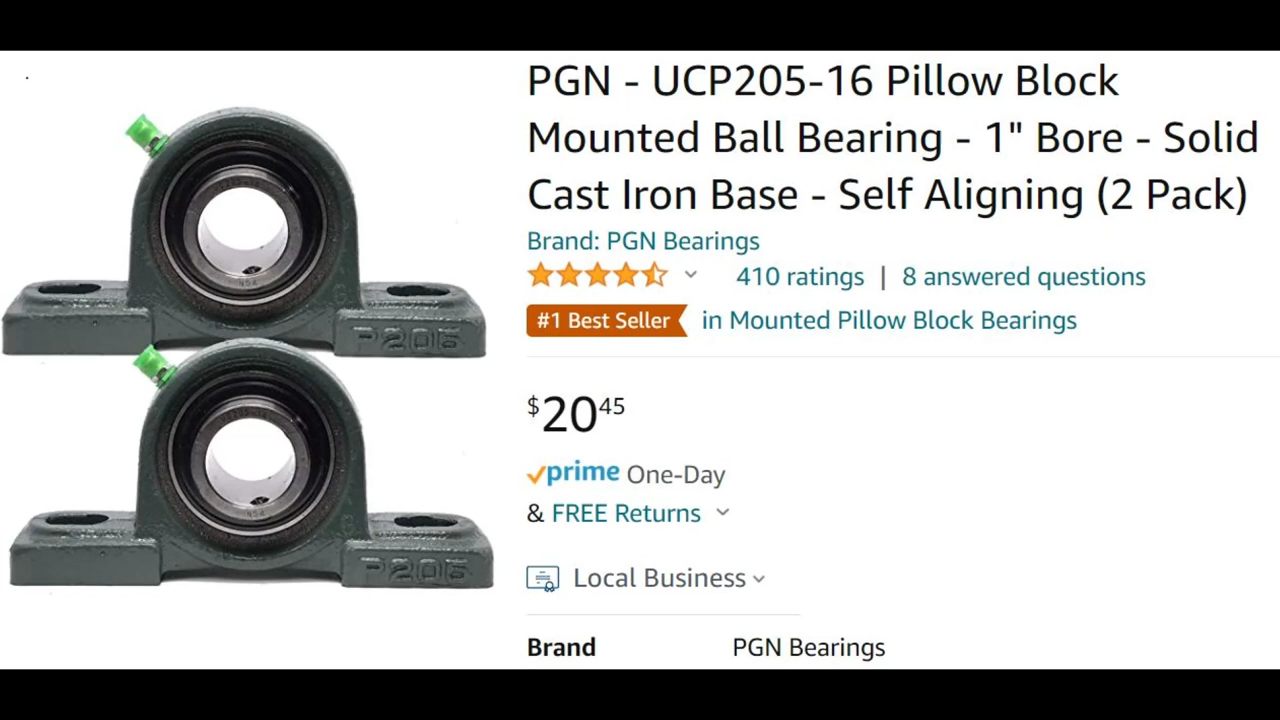 PGN - UCP205-16 Pillow Block
Mounted Ball Bearing - 1" Bore - Solid
Cast Iron Base - Self Aligning (2 Pack)
Brand: PGN Bearings
410 ratings | 8 answered questions
#1 Best Seller in Mounted Pillow Block Bearings
$2045
prime One-Day
& FREE Returns
Local Business
Brand PGN Bearings
P205
P205